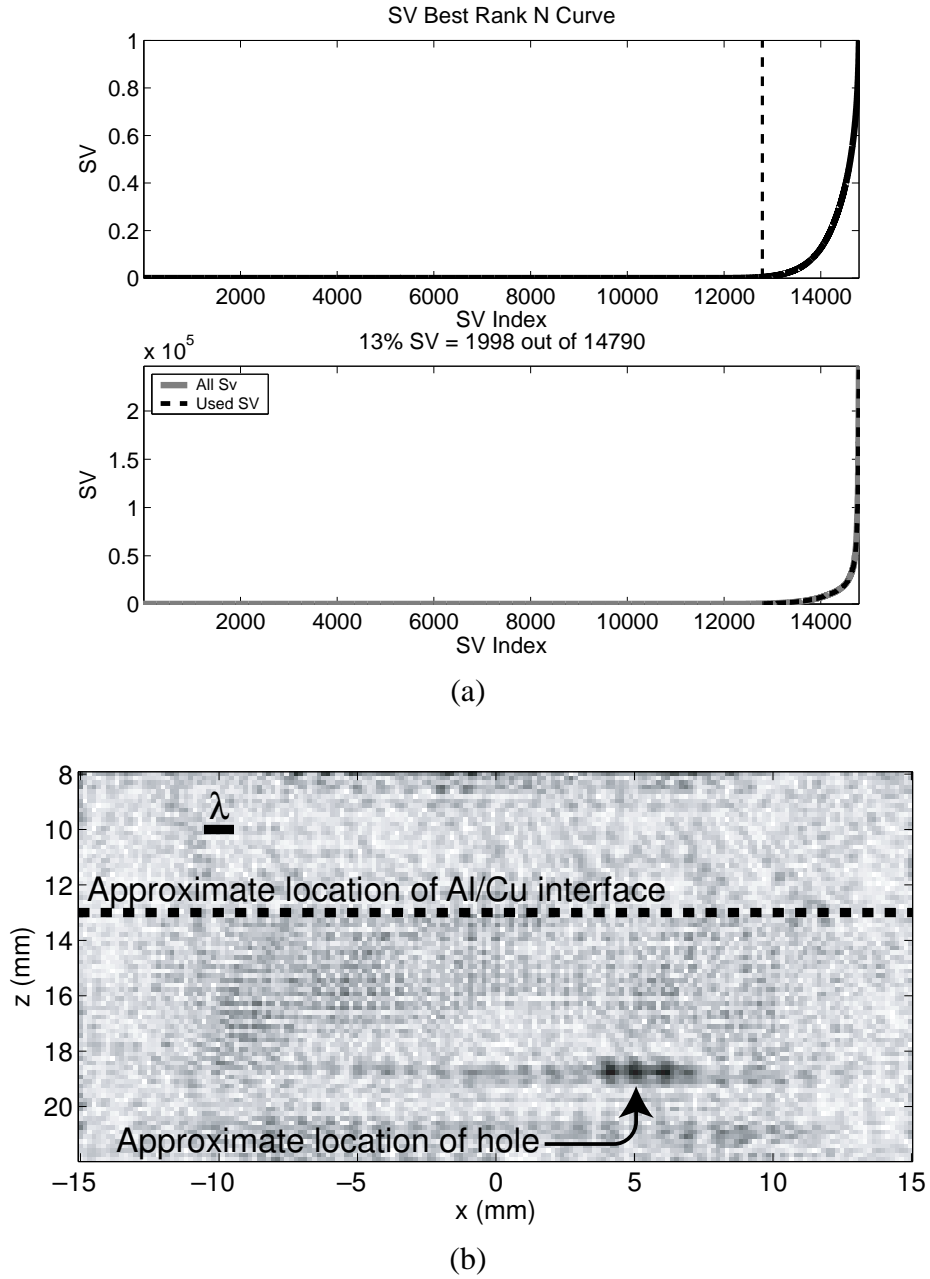 SV Best Rank N Curve
1
0.8
0.6
0.4
0.2
0
SV
2000 4000 6000 8000 10000 12000 14000
SV Index
13% SV = 1998 out of 14790
x 10^5
2
1.5
1
0.5
0
SV
All Sv
Used SV
2000 4000 6000 8000 10000 12000 14000
SV Index
(a)
8
10
12
14
16
18
20
z (mm)
λ
Approximate location of Al/Cu interface
Approximate location of hole
−15 −10 −5 0 5 10 15
x (mm)
(b)